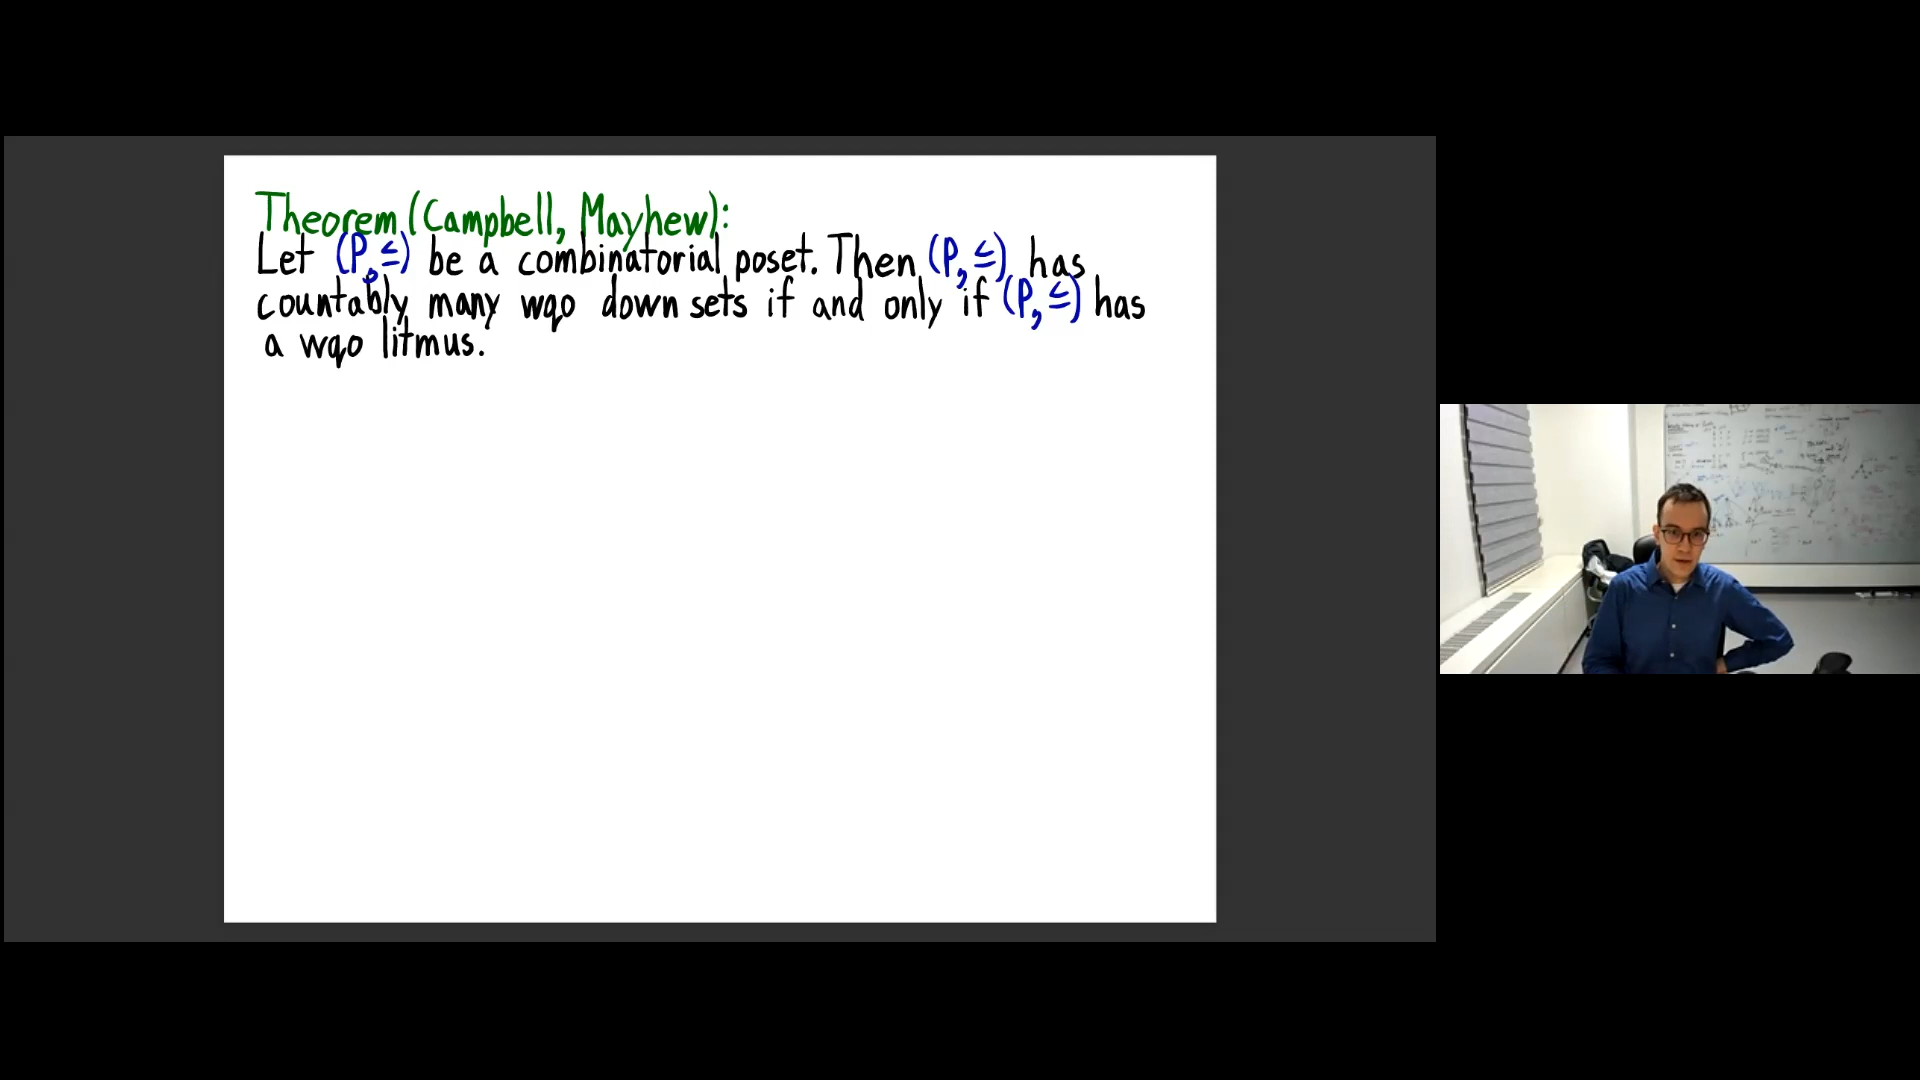 Theorem (Campbell, Mayhew):
Let (P, ≤) be a combinatorial poset. Then (P, ≤) has
countably many wqo down sets if and only if (P, ≤) has
a wqo litmus.